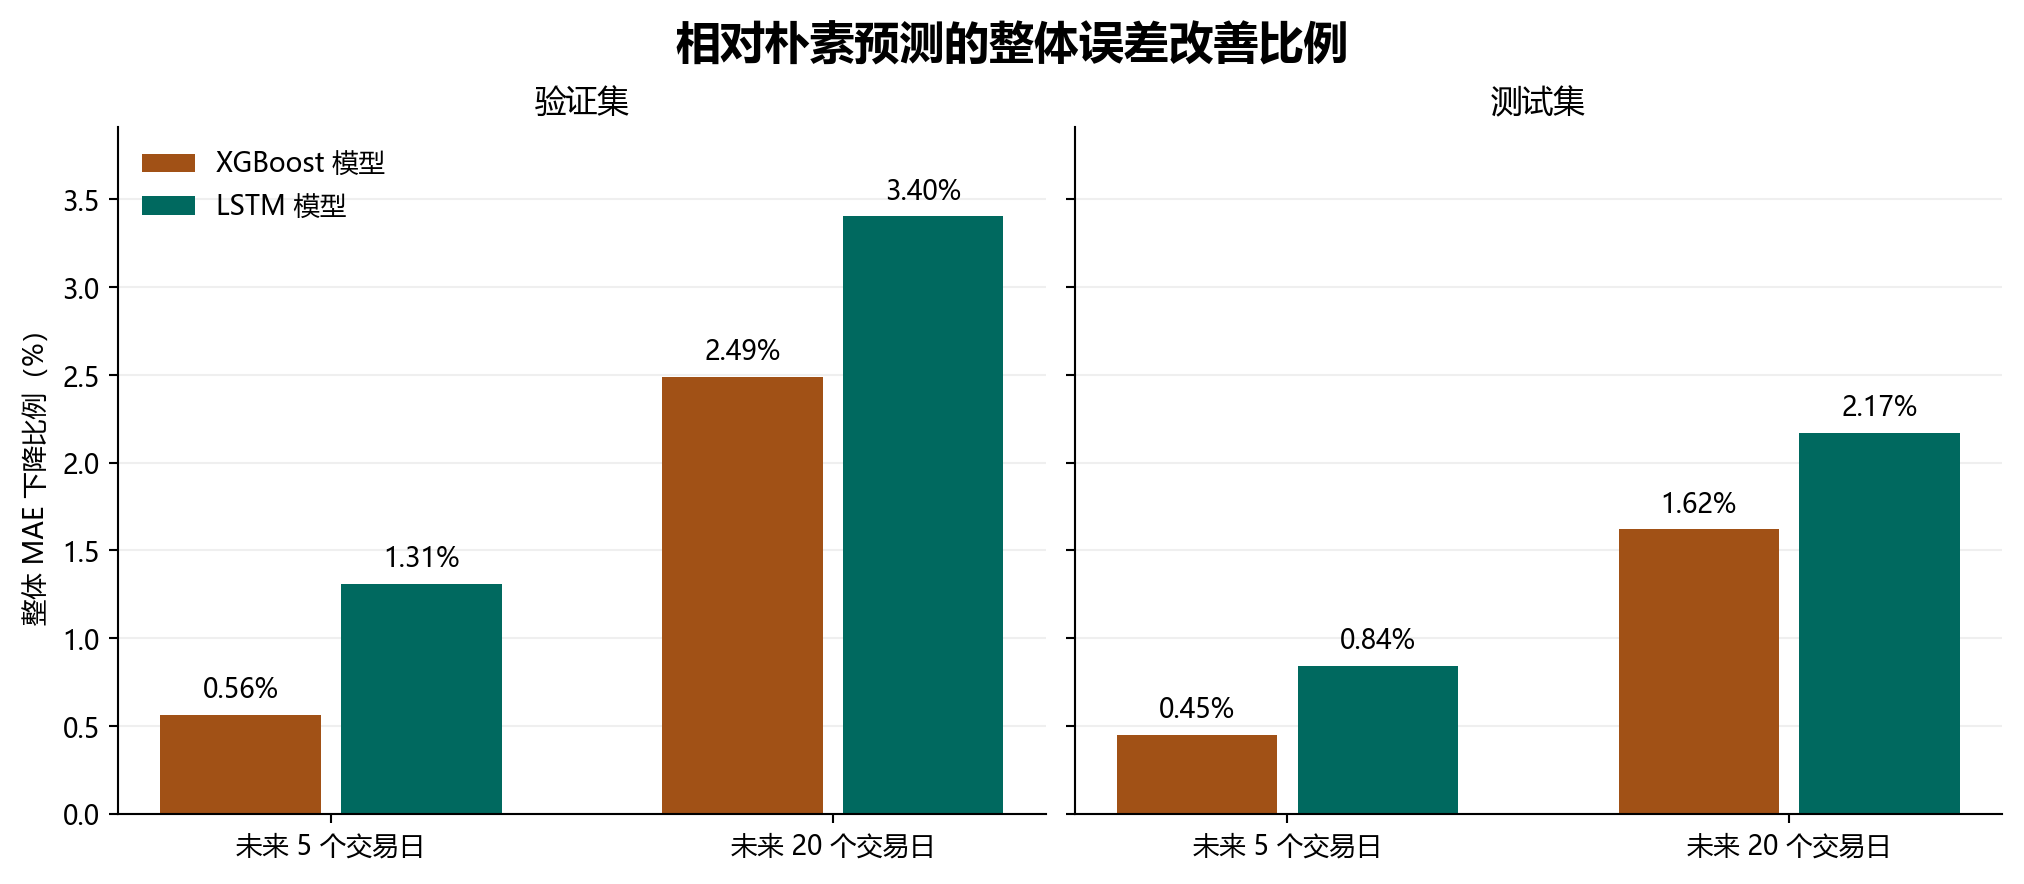 相对朴素预测的整体误差改善比例
验证集
XGBoost 模型
LSTM 模型
整体 MAE 下降比例（%）
3.5
3.0
2.5
2.0
1.5
1.0
0.5
0.0
0.56%
1.31%
2.49%
3.40%
未来 5 个交易日
未来 20 个交易日
测试集
0.45%
0.84%
1.62%
2.17%
未来 5 个交易日
未来 20 个交易日